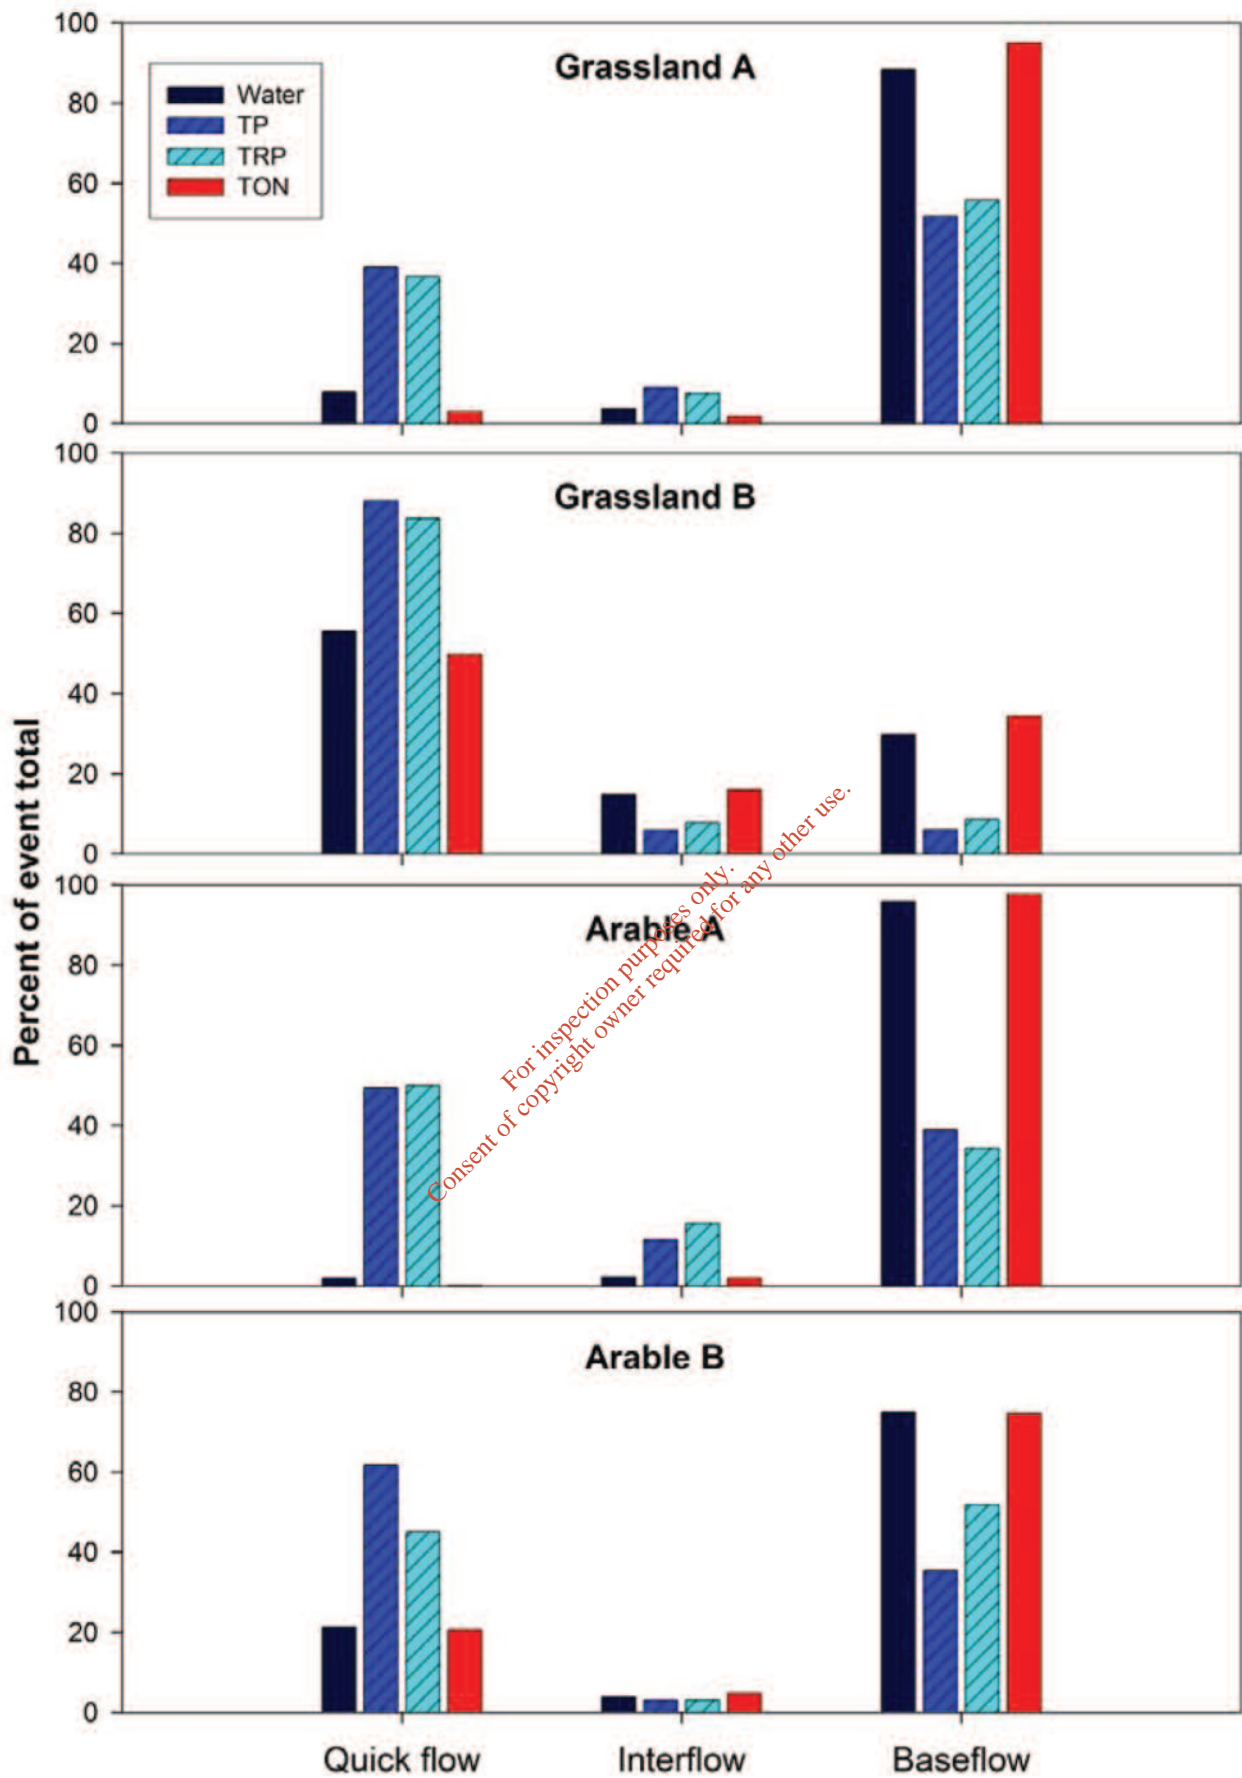 Percent of event total
100
80
60
40
20
0
Grassland A
Water
TP
TRP
TON
100
80
60
40
20
0
Grassland B
100
80
60
40
20
0
Arable A
For inspection purposes only.
Consent of copyright owner required for any other use.
100
80
60
40
20
0
Arable B
Quick flow
Interflow
Baseflow